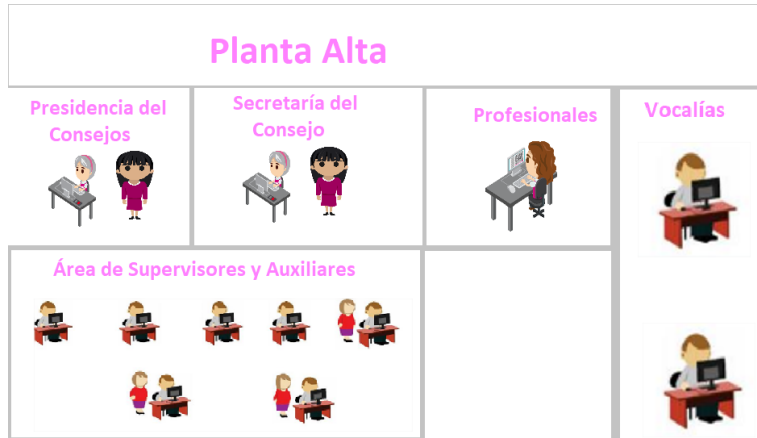 Planta Alta
Presidencia del
Consejos
Secretaría del
Consejo
Profesionales
Vocalías
Área de Supervisores y Auxiliares